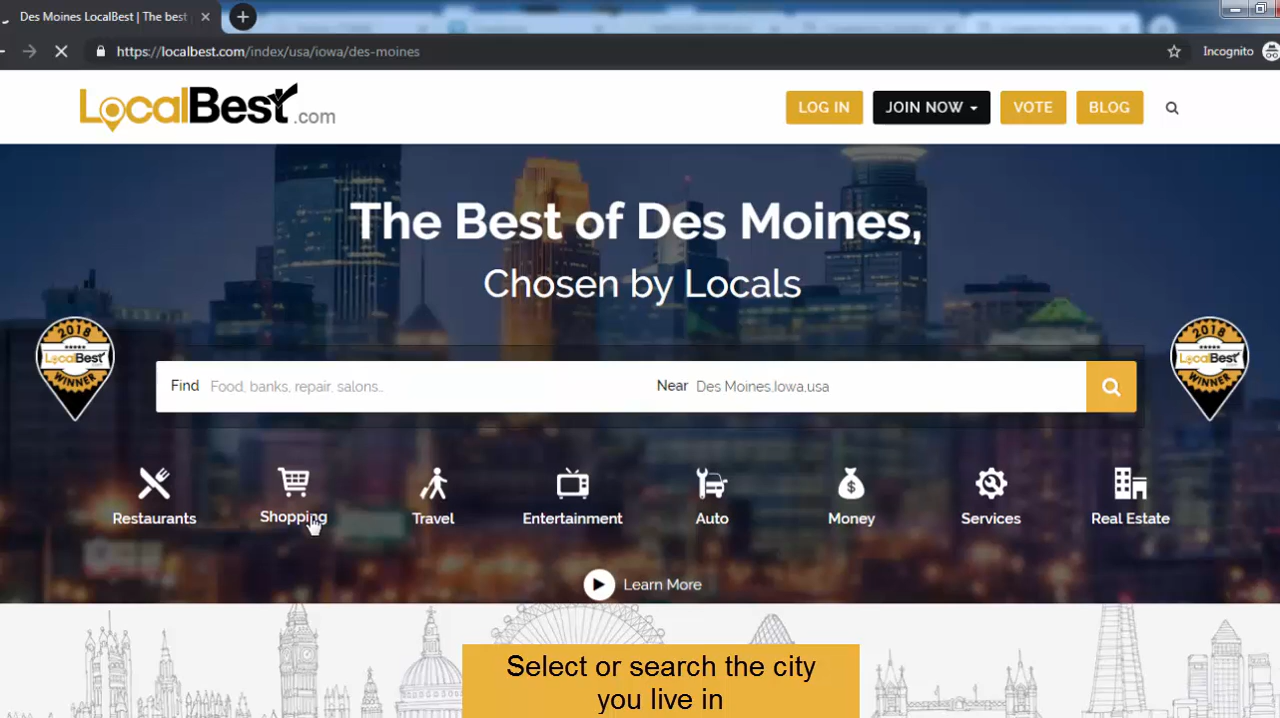 Des Moines LocalBest | The best
https://localbest.com/index/usa/iowa/des-moines
Incognito
LocalBest.com
LOG IN
JOIN NOW
VOTE
BLOG
The Best of Des Moines,
Chosen by Locals
2018
LocalBest
WINNER
2018
LocalBest
WINNER
Find Food, banks, repair, salons..
Near Des Moines,Iowa,usa
Restaurants
Shopping
Travel
Entertainment
Auto
Money
Services
Real Estate
Learn More
Select or search the city
you live in